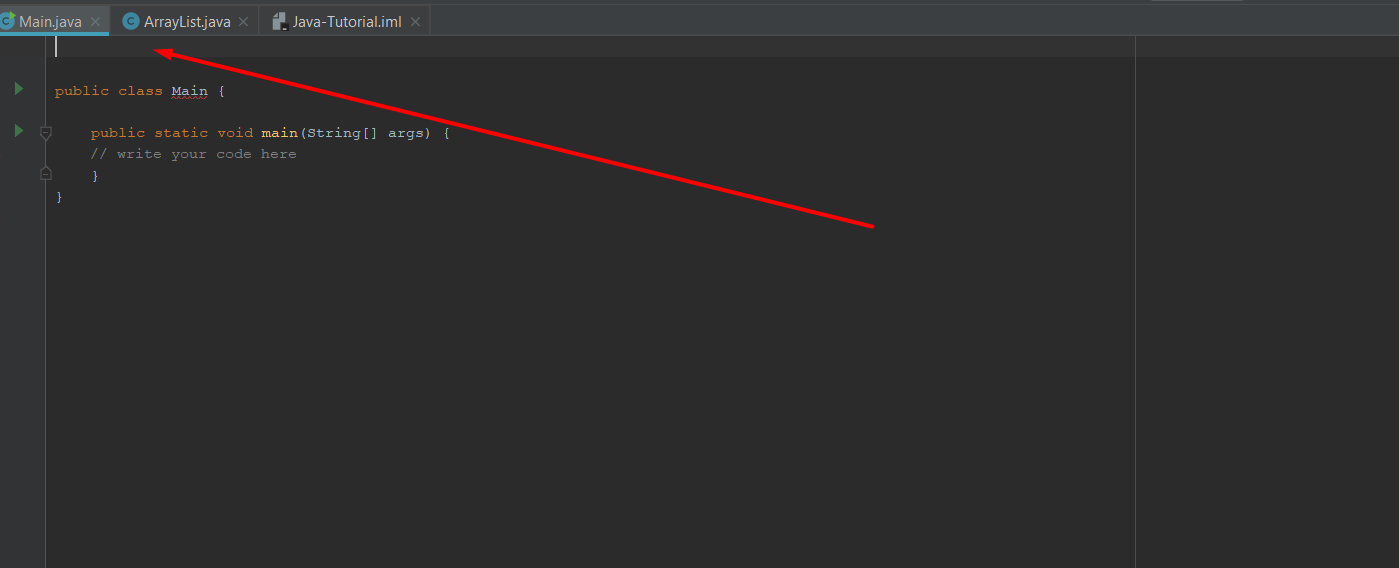 Main.java ArrayList.java Java-Tutorial.iml
public class Main {
public static void main(String[] args) {
// write your code here
}
}